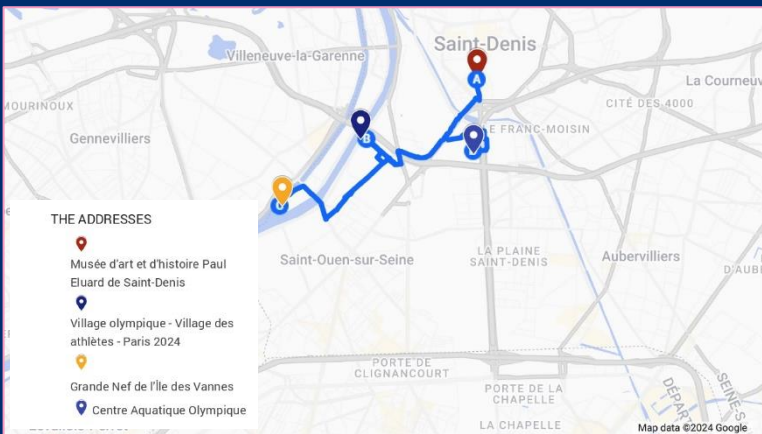 Saint-Denis
Villeneuve-la-Garenne
A
La Courneuve
MOURINOUX
CITÉ DES 4000
Gennevilliers
B
E FRANC-MOISIN
THE ADDRESSES
Musée d'art et d'histoire Paul
Eluard de Saint-Denis
Village olympique - Village des
athlètes - Paris 2024
Grande Nef de l'Île des Vannes
Centre Aquatique Olympique
Saint-Ouen-sur-Seine
LA PLAINE
SAINT-DENIS
Aubervilliers
D'AUB
PORTE DE
CLIGNANCOURT
PORTE DE LA
CHAPELLE
LA CHAPELLE
DÉPART
SEINE-S
Map data ©2024 Google